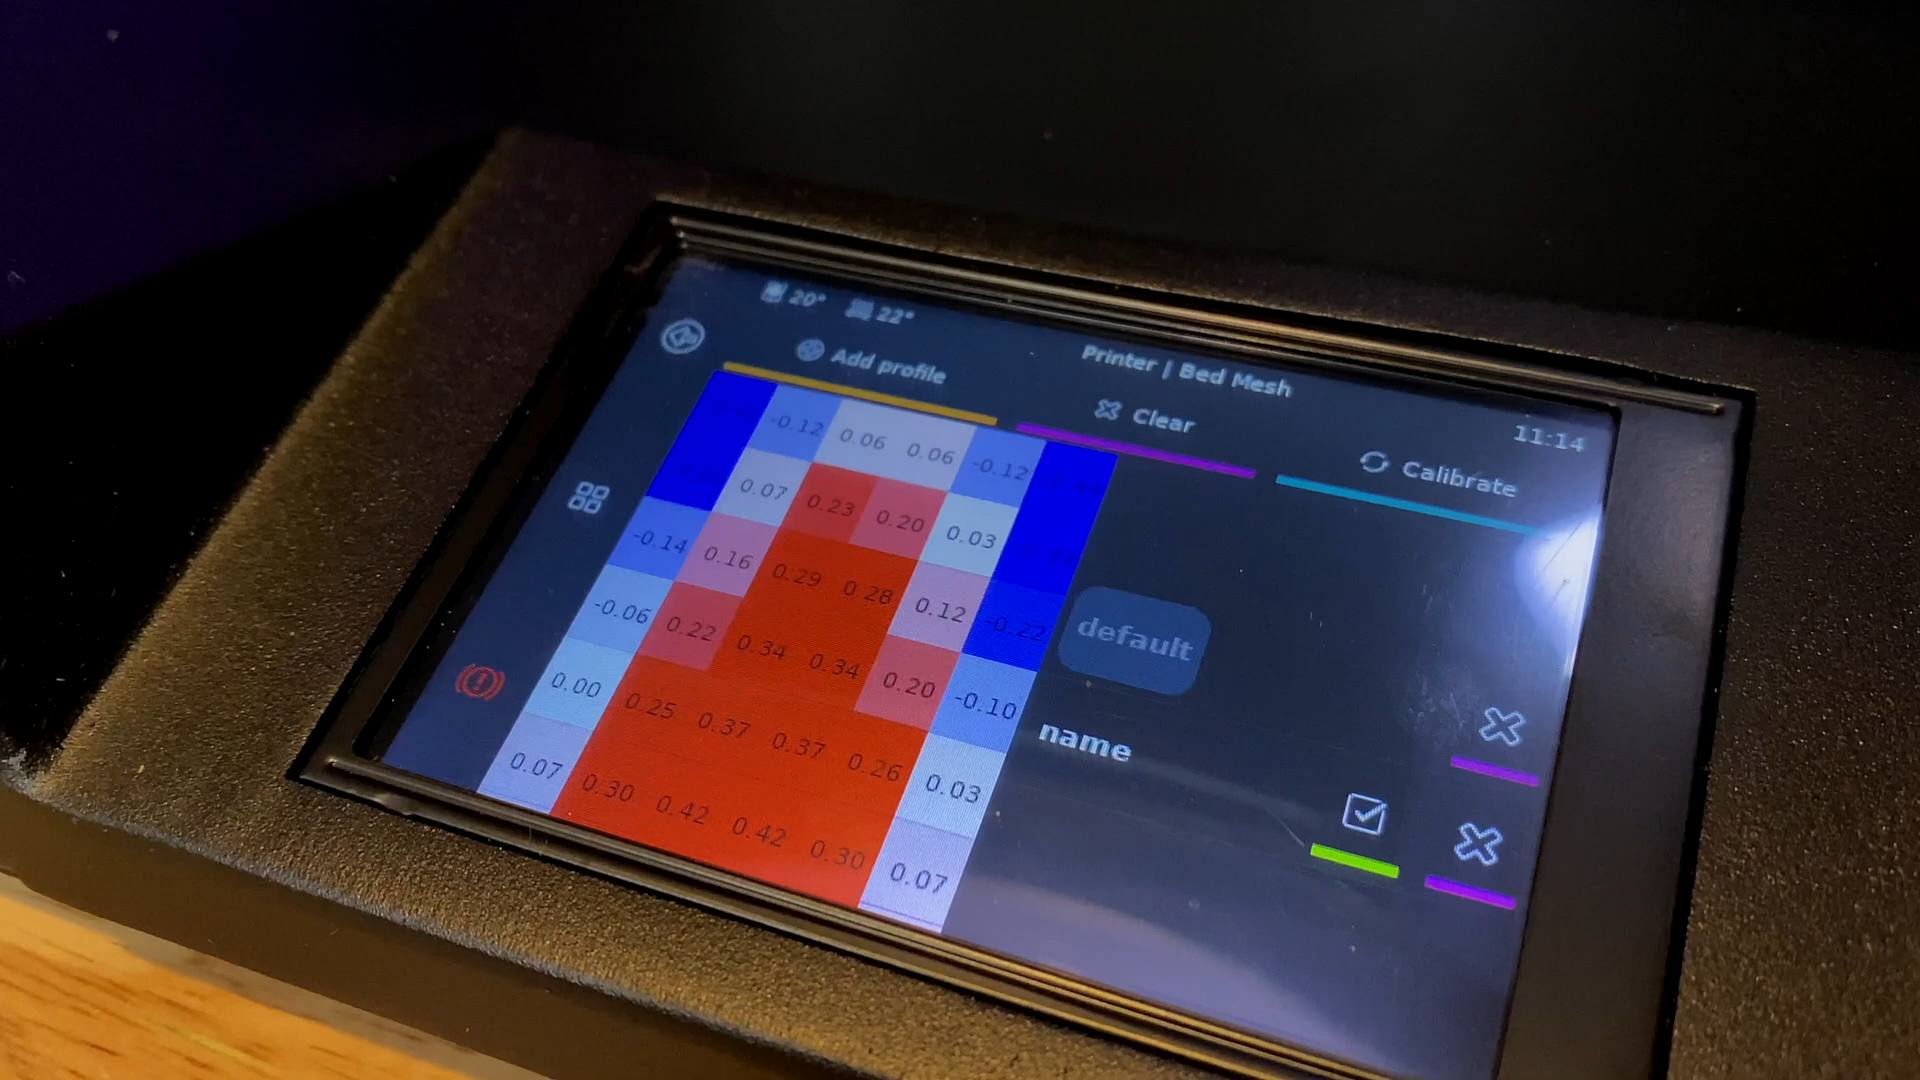 20° 22°
Printer | Bed Mesh
11:14
Add profile
Clear
Calibrate
-0.12 0.06 0.06 -0.12
0.07 0.23 0.20 0.03
-0.14 0.16 0.29 0.28 0.12 -0.22
-0.06 0.22 0.34 0.34 0.20 -0.10
0.00 0.25 0.37 0.37 0.26 0.03
0.07 0.30 0.42 0.42 0.30 0.07
default
name